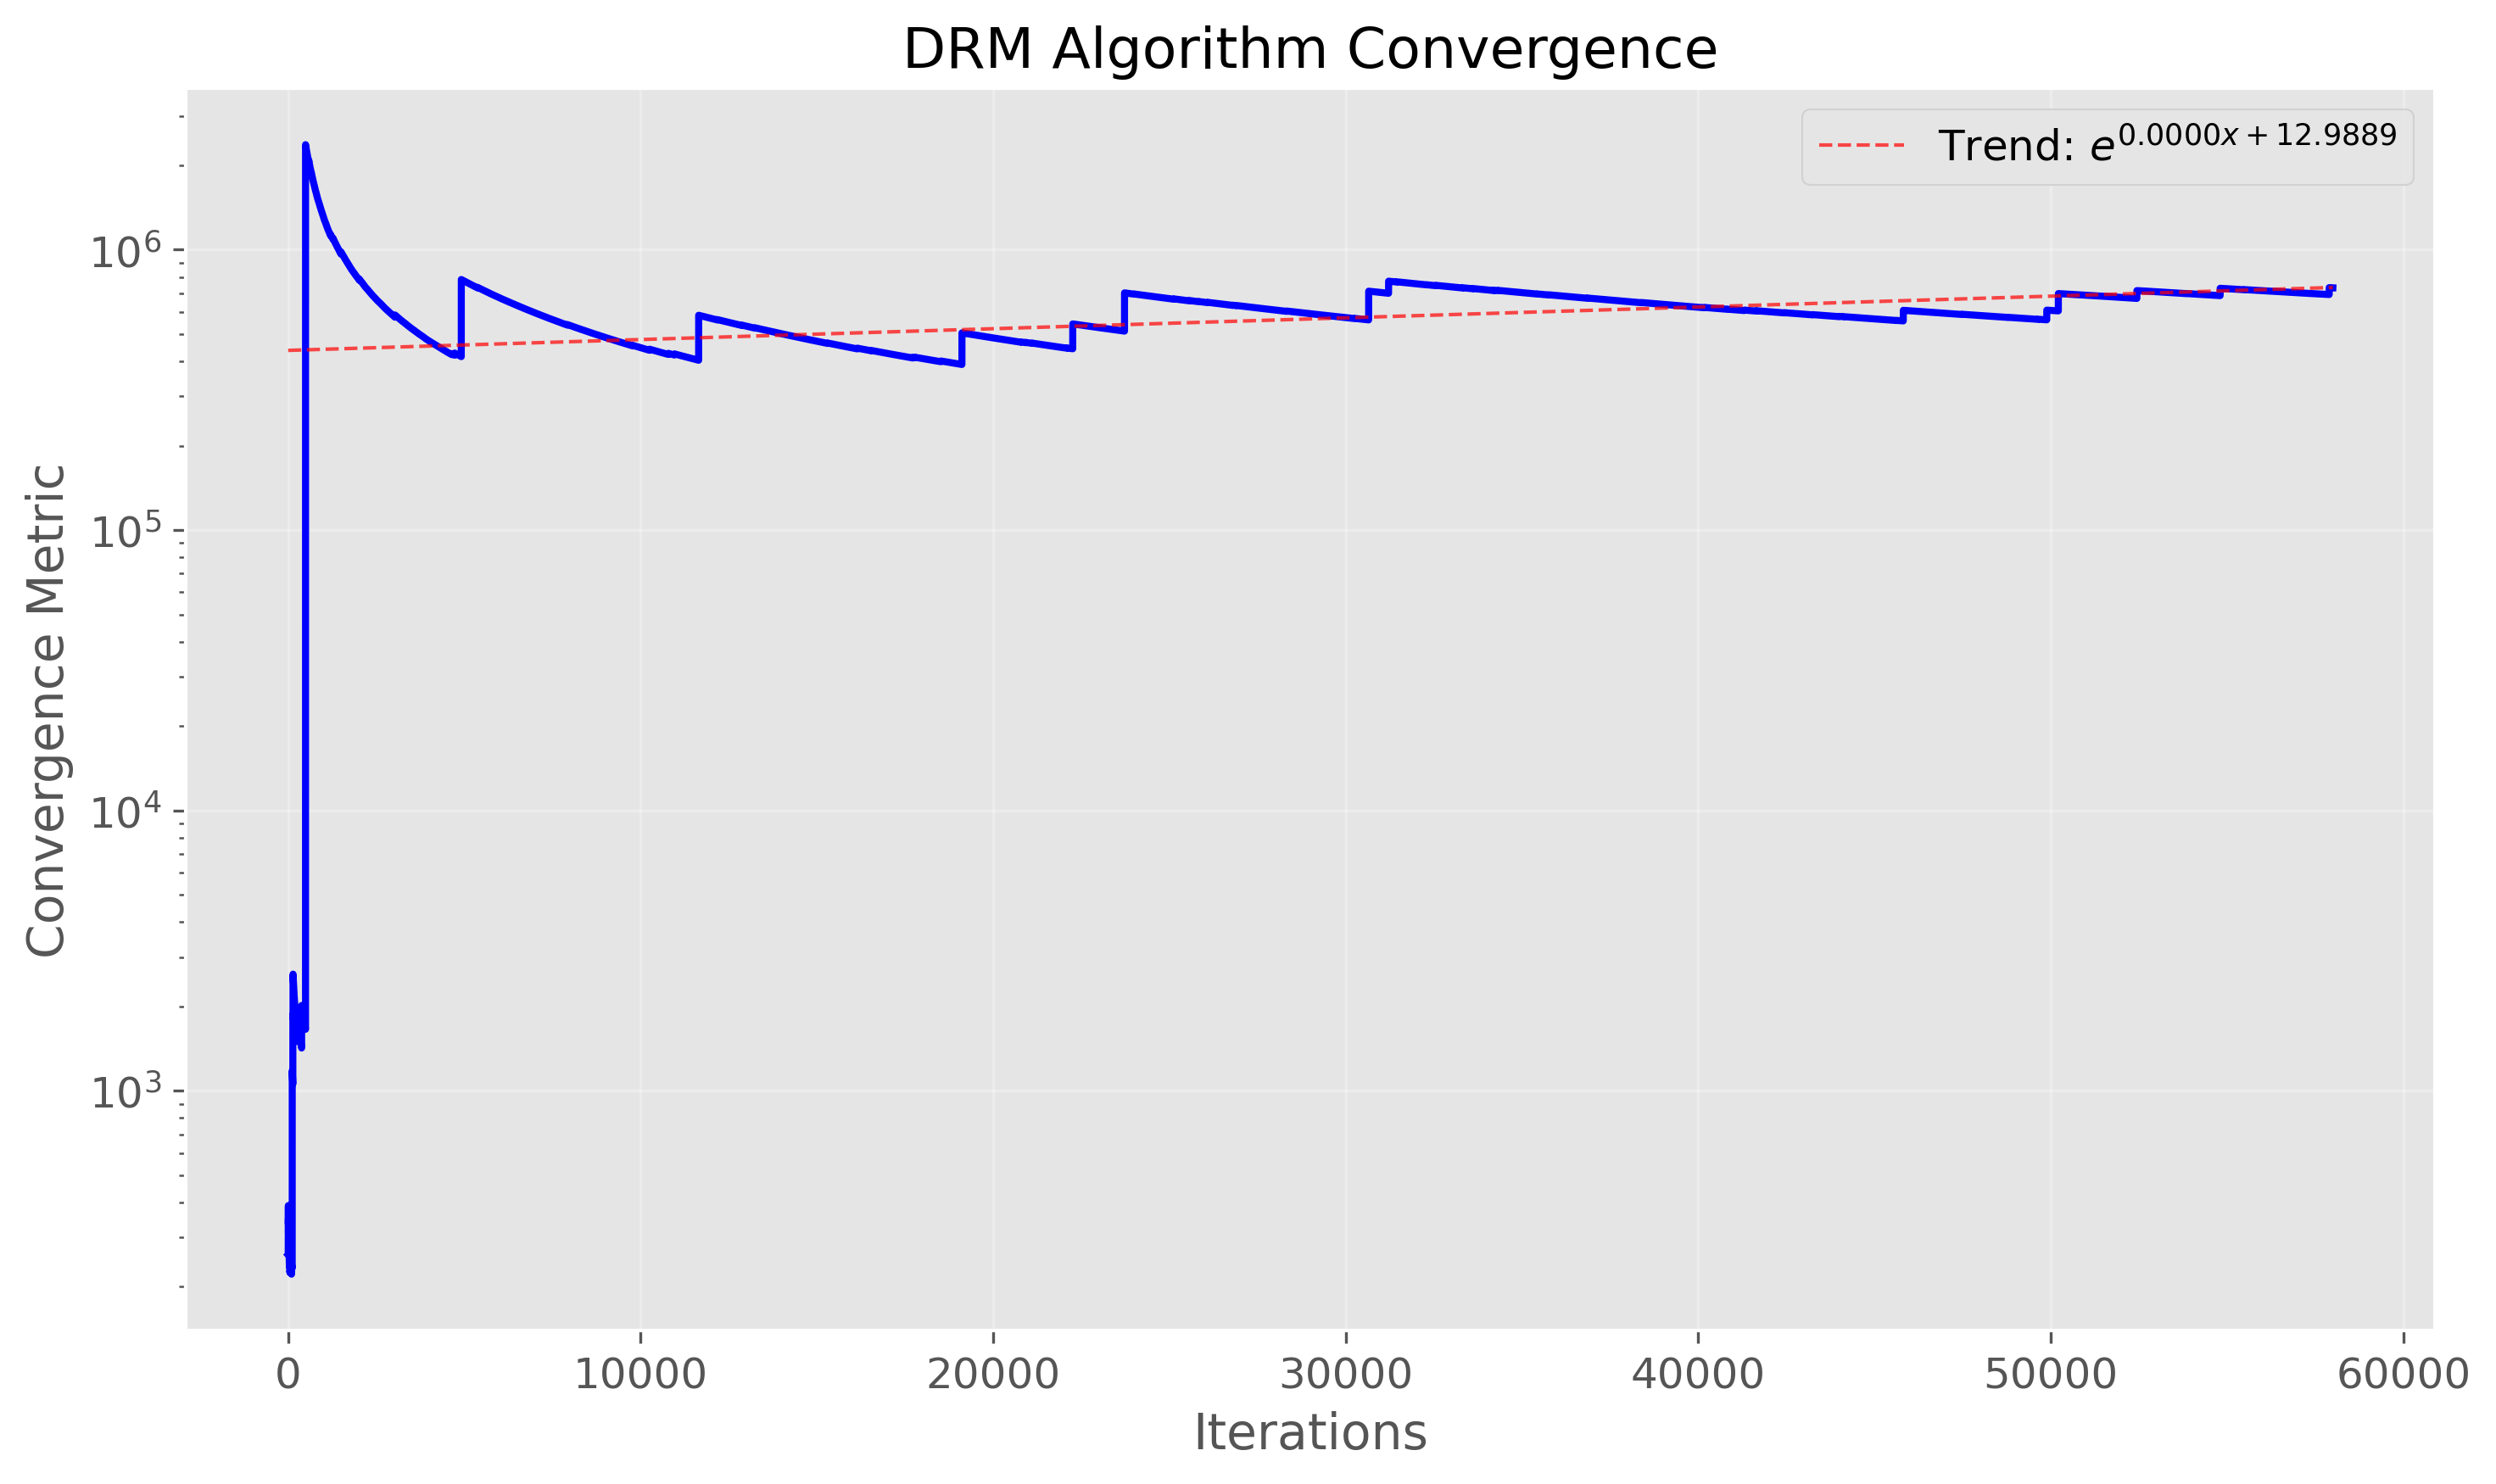 DRM Algorithm Convergence
Trend: e^{0.0000x + 12.9889}
Convergence Metric
10^6
10^5
10^4
10^3
0 10000 20000 30000 40000 50000 60000
Iterations